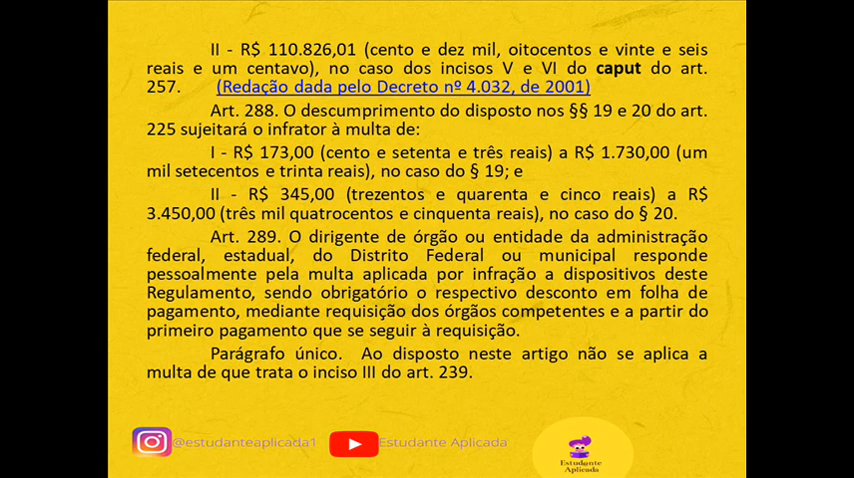 II - R$ 110.826,01 (cento e dez mil, oitocentos e vinte e seis
reais e um centavo), no caso dos incisos V e VI do caput do art.
257. (Redação dada pelo Decreto nº 4.032, de 2001)
Art. 288. O descumprimento do disposto nos §§ 19 e 20 do art.
225 sujeitará o infrator à multa de:
I - R$ 173,00 (cento e setenta e três reais) a R$ 1.730,00 (um
mil setecentos e trinta reais), no caso do § 19; e
II - R$ 345,00 (trezentos e quarenta e cinco reais) a R$
3.450,00 (três mil quatrocentos e cinquenta reais), no caso do § 20.
Art. 289. O dirigente de órgão ou entidade da administração
federal, estadual, do Distrito Federal ou municipal responde
pessoalmente pela multa aplicada por infração a dispositivos deste
Regulamento, sendo obrigatório o respectivo desconto em folha de
pagamento, mediante requisição dos órgãos competentes e a partir do
primeiro pagamento que se seguir à requisição.
Parágrafo único. Ao disposto neste artigo não se aplica a
multa de que trata o inciso III do art. 239.
@estudanteaplicada1
Estudante Aplicada
Estudante
Aplicada